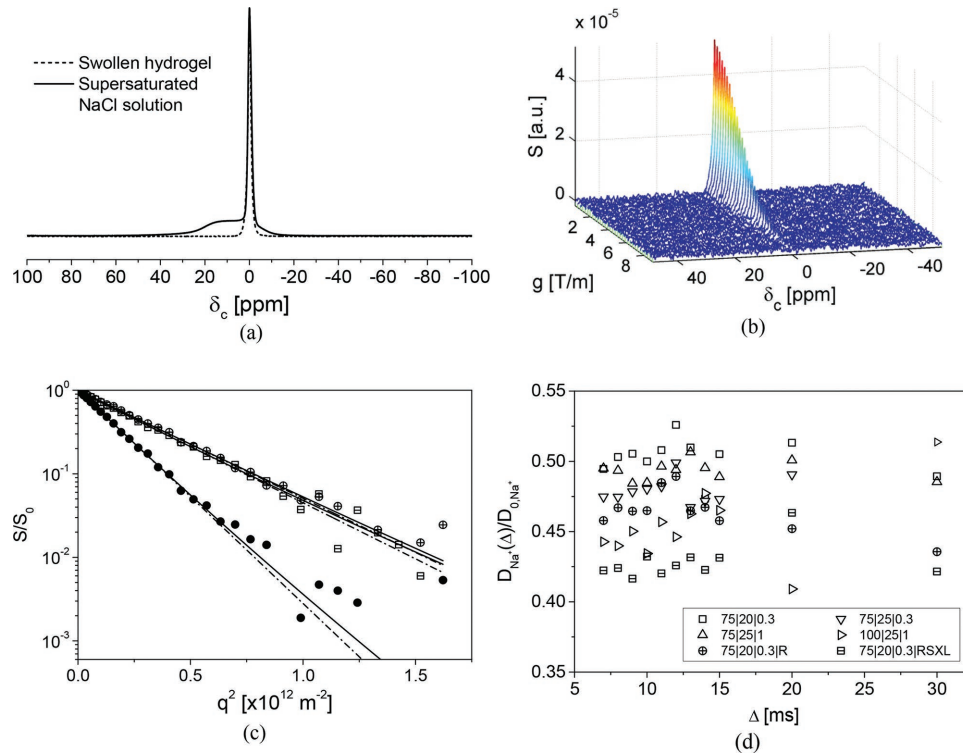 (a)
Swollen hydrogel
Supersaturated
NaCl solution
100 80 60 40 20 0 -20 -40 -60 -80 -100
δc [ppm]
(b)
x 10⁻⁵
S [a.u.]
4
2
0
2
4
6
8
g [T/m]
40 20 0 -20 -40
δc [ppm]
S/S₀
10⁰
10⁻¹
10⁻²
10⁻³
0.0 0.5 1.0 1.5
q² [x10¹² m⁻²]
(c)
D_Na⁺(Δ)/D_0,Na⁺
0.55
0.50
0.45
0.40
0.35
75|20|0.3
75|25|0.3
75|25|1
100|25|1
75|20|0.3|R
75|20|0.3|RSXL
5 10 15 20 25 30
Δ [ms]
(d)